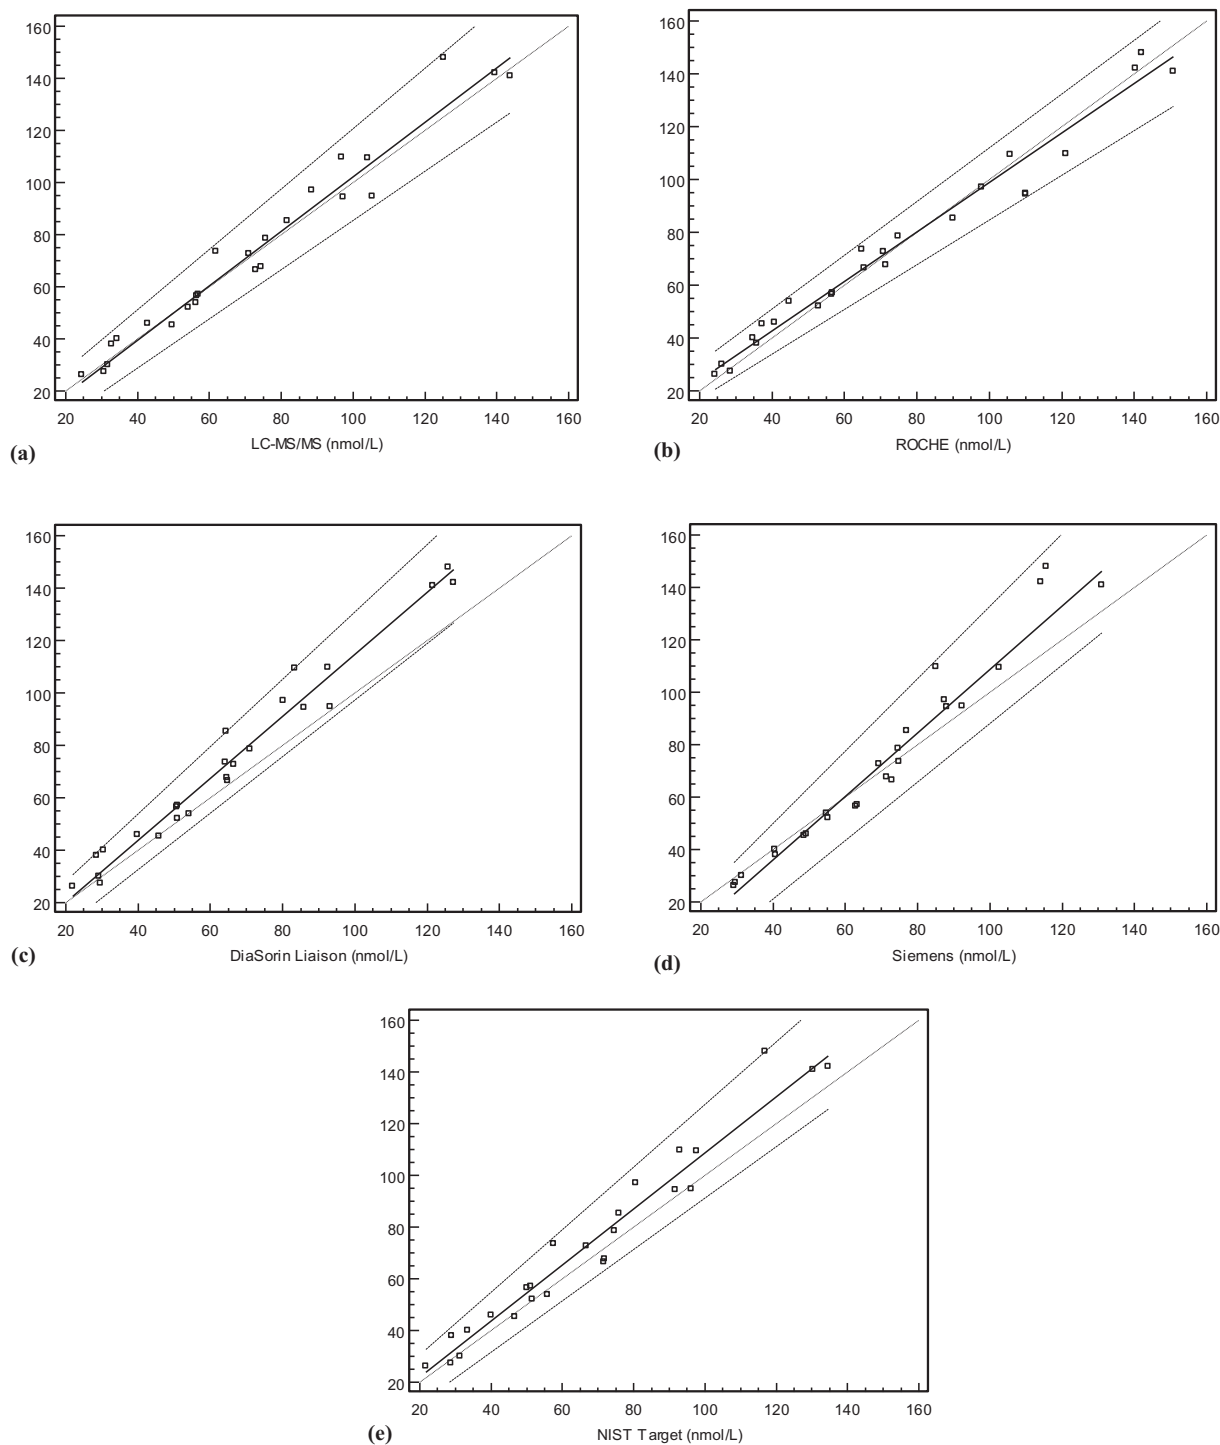 160
140
120
100
80
60
40
20
20 40 60 80 100 120 140 160
LC-MS/MS (nmol/L)
(a)
160
140
120
100
80
60
40
20
20 40 60 80 100 120 140 160
ROCHE (nmol/L)
(b)
160
140
120
100
80
60
40
20
20 40 60 80 100 120 140 160
DiaSorin Liaison (nmol/L)
(c)
160
140
120
100
80
60
40
20
20 40 60 80 100 120 140 160
Siemens (nmol/L)
(d)
160
140
120
100
80
60
40
20
20 40 60 80 100 120 140 160
NIST Target (nmol/L)
(e)